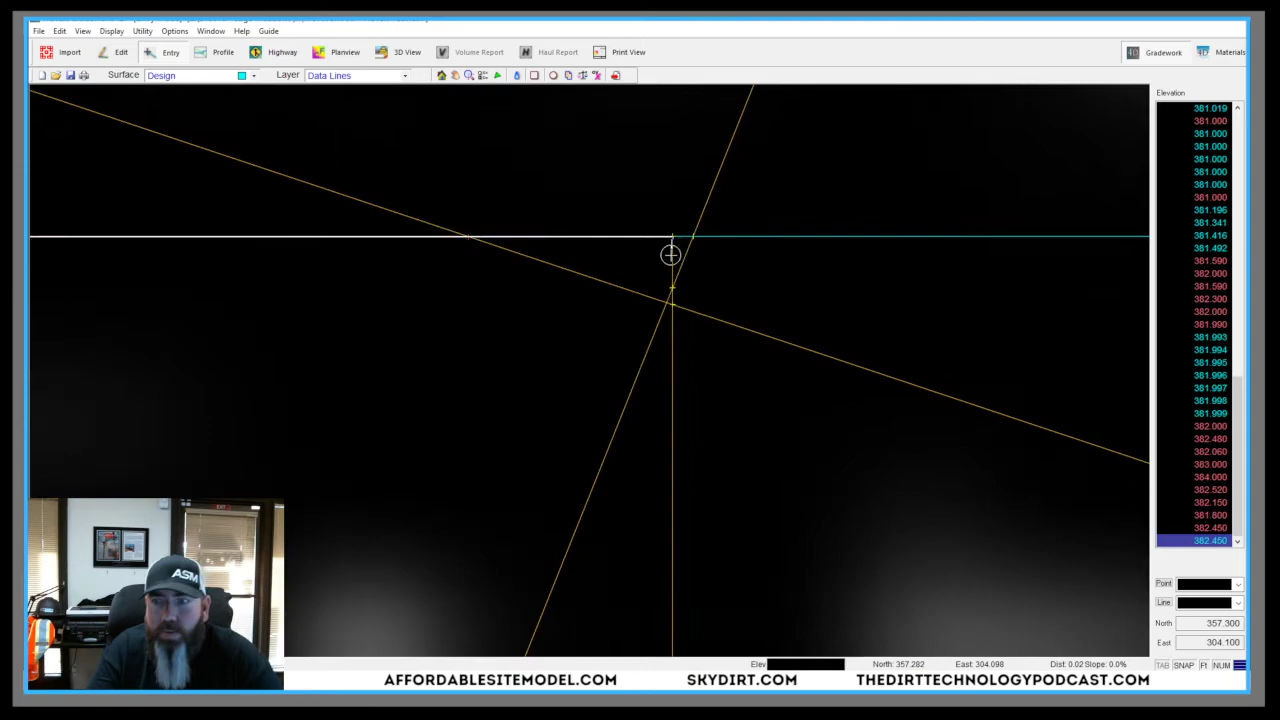 File Edit View Display Utility Options Window Help Guide
Import Edit Entry Profile Highway Planview 3D View Volume Report Haul Report Print View Gradework Materials
Surface Design Layer Data Lines
Elevation
381.019
381.000
381.000
381.000
381.000
381.000
381.000
381.000
381.196
381.341
381.416
381.492
381.590
382.000
381.590
382.300
382.000
381.990
381.993
381.994
381.995
381.996
381.997
381.998
381.999
382.000
382.480
382.060
383.000
384.000
382.520
382.150
381.800
382.450
382.450
Point
Line
North 357.300
East 304.100
Elev North: 357.282 East: 304.098 Dist: 0.02 Slope: 0.0% TAB SNAP Ft NUM
EXIT
ASM
AFFORDABLESITEMODEL.COM SKYDIRT.COM THEDIRTTECHNOLOGYPODCAST.COM